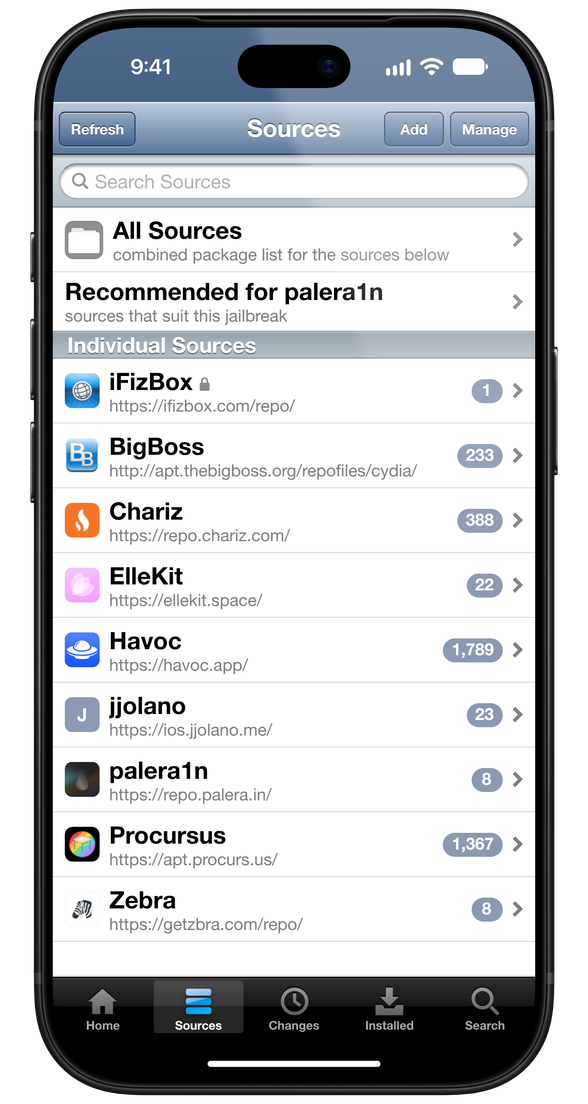 9:41
Refresh
Sources
Add
Manage
Search Sources
All Sources
combined package list for the sources below
Recommended for palera1n
sources that suit this jailbreak
Individual Sources
iFizBox
https://ifizbox.com/repo/
1
BigBoss
http://apt.thebigboss.org/repofiles/cydia/
233
BB
Chariz
https://repo.chariz.com/
388
ElleKit
https://ellekit.space/
22
Havoc
https://havoc.app/
1,789
J
jjolano
https://ios.jjolano.me/
23
palera1n
https://repo.palera.in/
8
Procursus
https://apt.procurs.us/
1,367
Zebra
https://getzbra.com/repo/
8
Home
Sources
Changes
Installed
Search